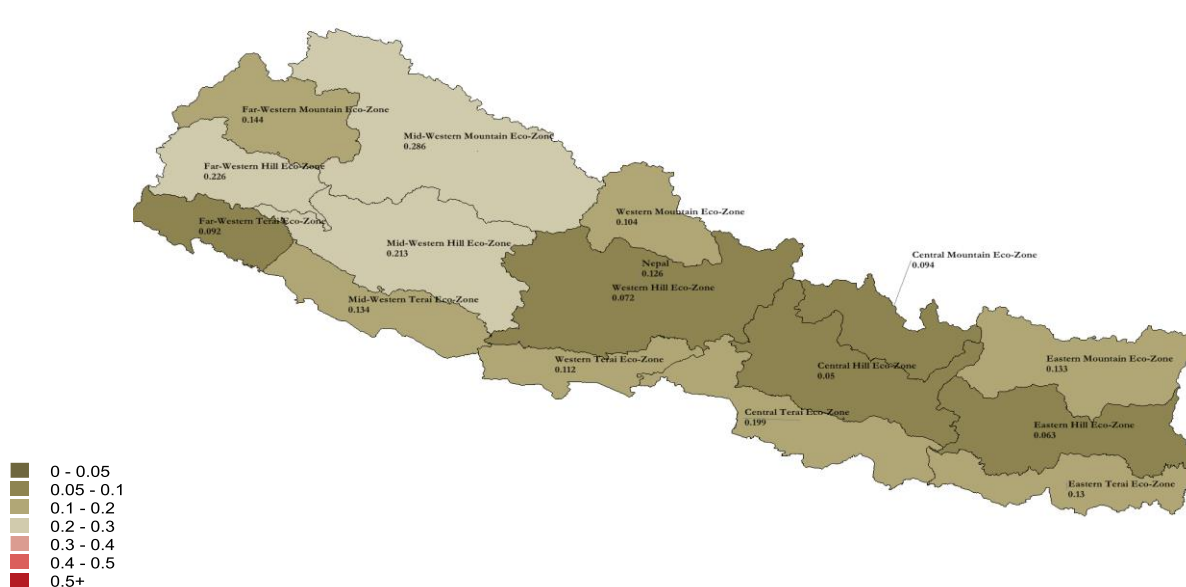 Far-Western Mountain Eco-Zone
0.144
Mid-Western Mountain Eco-Zone
0.286
Far-Western Hill Eco-Zone
0.226
Western Mountain Eco-Zone
0.104
Far-Western Terai Eco-Zone
0.092
Mid-Western Hill Eco-Zone
0.213
Central Mountain Eco-Zone
0.094
Nepal
0.126
Western Hill Eco-Zone
0.072
Mid-Western Terai Eco-Zone
0.134
Western Terai Eco-Zone
0.112
Central Hill Eco-Zone
0.05
Eastern Mountain Eco-Zone
0.133
Central Terai Eco-Zone
0.199
Eastern Hill Eco-Zone
0.063
Eastern Terai Eco-Zone
0.13
0 - 0.05
0.05 - 0.1
0.1 - 0.2
0.2 - 0.3
0.3 - 0.4
0.4 - 0.5
0.5+